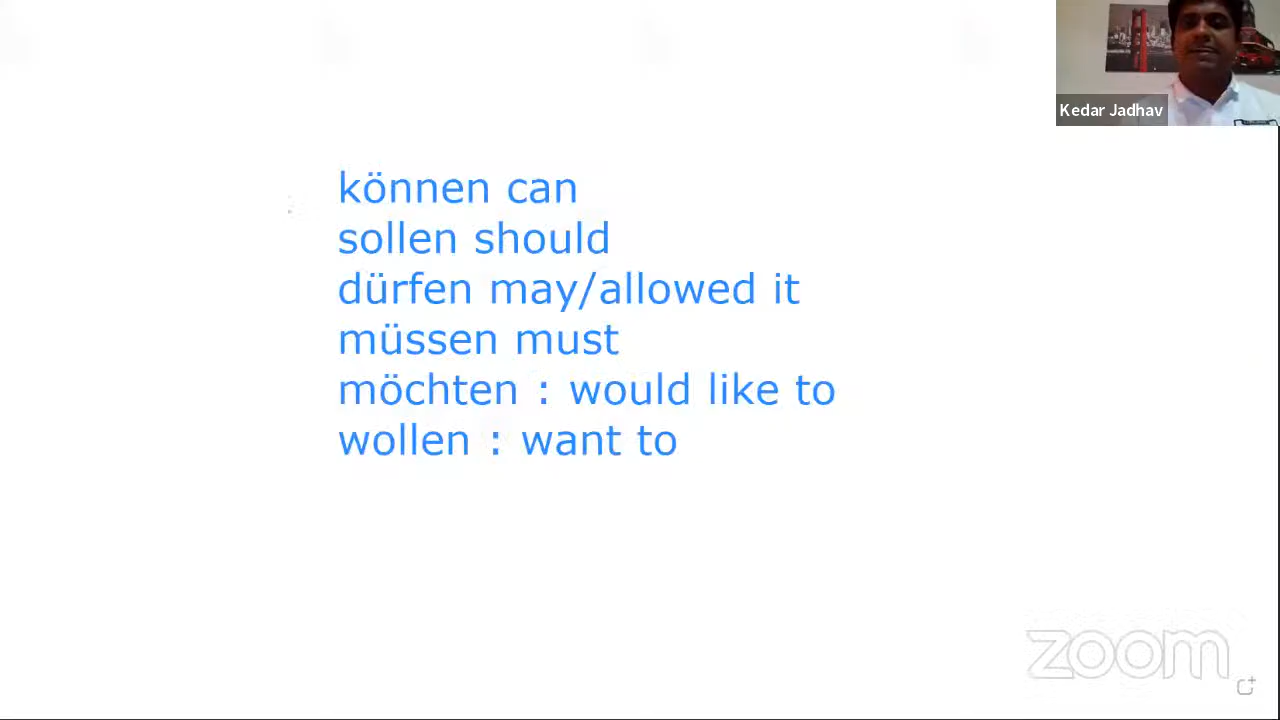 Kedar Jadhav
können can
sollen should
dürfen may/allowed it
müssen must
möchten : would like to
wollen : want to
zoom